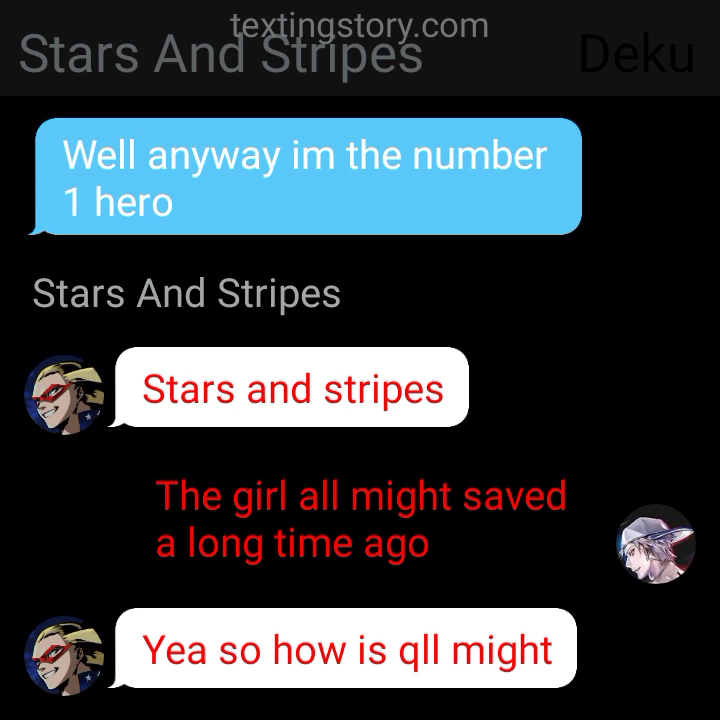 textingstory.com
Stars And Stripes Deku
Well anyway im the number
1 hero
Stars And Stripes
Stars and stripes
The girl all might saved
a long time ago
Yea so how is qll might